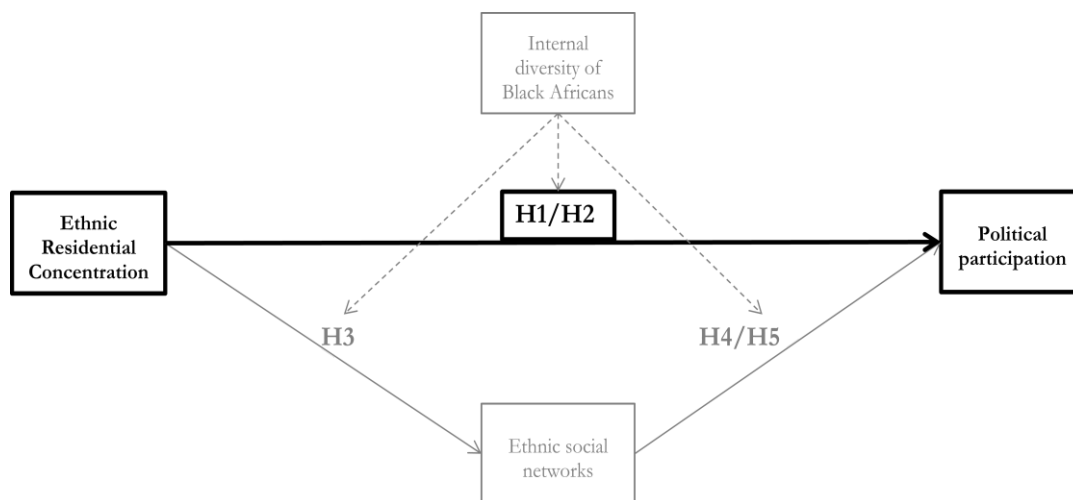 Internal
diversity of
Black Africans
H1/H2
Ethnic
Residential
Concentration
Political
participation
H3
H4/H5
Ethnic social
networks